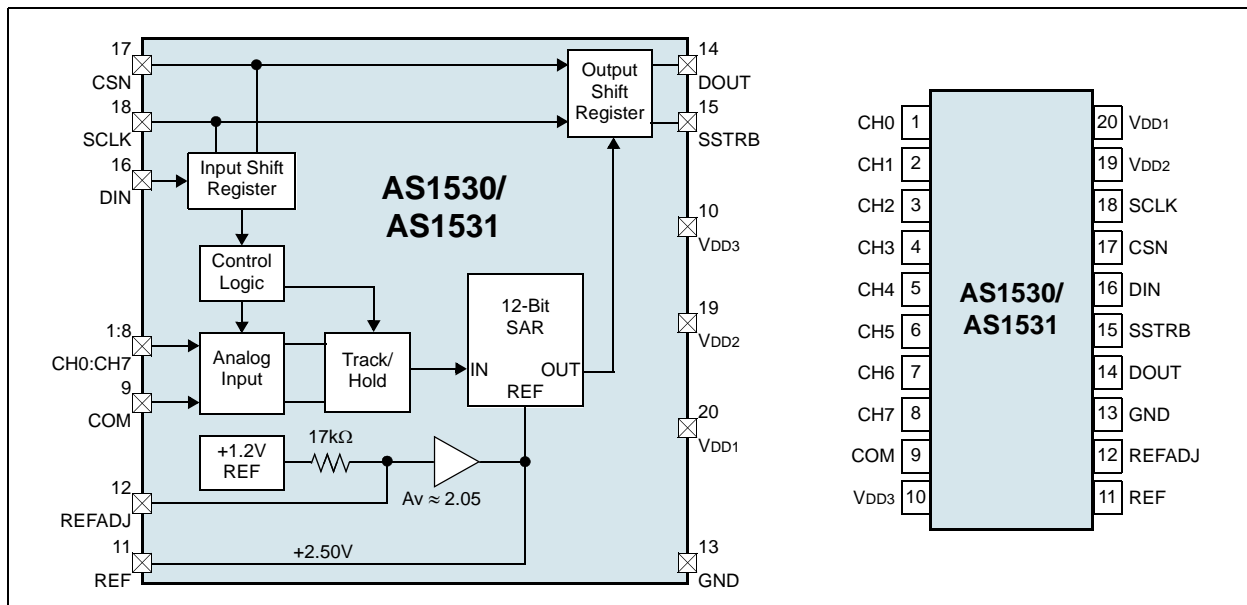 17
CSN
18
SCLK
16
DIN
Input Shift
Register
Output
Shift
Register
14
DOUT
15
SSTRB
AS1530/
AS1531
10
VDD3
Control
Logic
12-Bit
SAR
IN
OUT
REF
19
VDD2
1:8
CH0:CH7
9
COM
Analog
Input
Track/
Hold
20
VDD1
+1.2V
REF
17kΩ
Av ≈ 2.05
12
REFADJ
11
REF
+2.50V
13
GND
CH0 1
CH1 2
CH2 3
CH3 4
CH4 5
CH5 6
CH6 7
CH7 8
COM 9
VDD3 10
AS1530/
AS1531
20 VDD1
19 VDD2
18 SCLK
17 CSN
16 DIN
15 SSTRB
14 DOUT
13 GND
12 REFADJ
11 REF